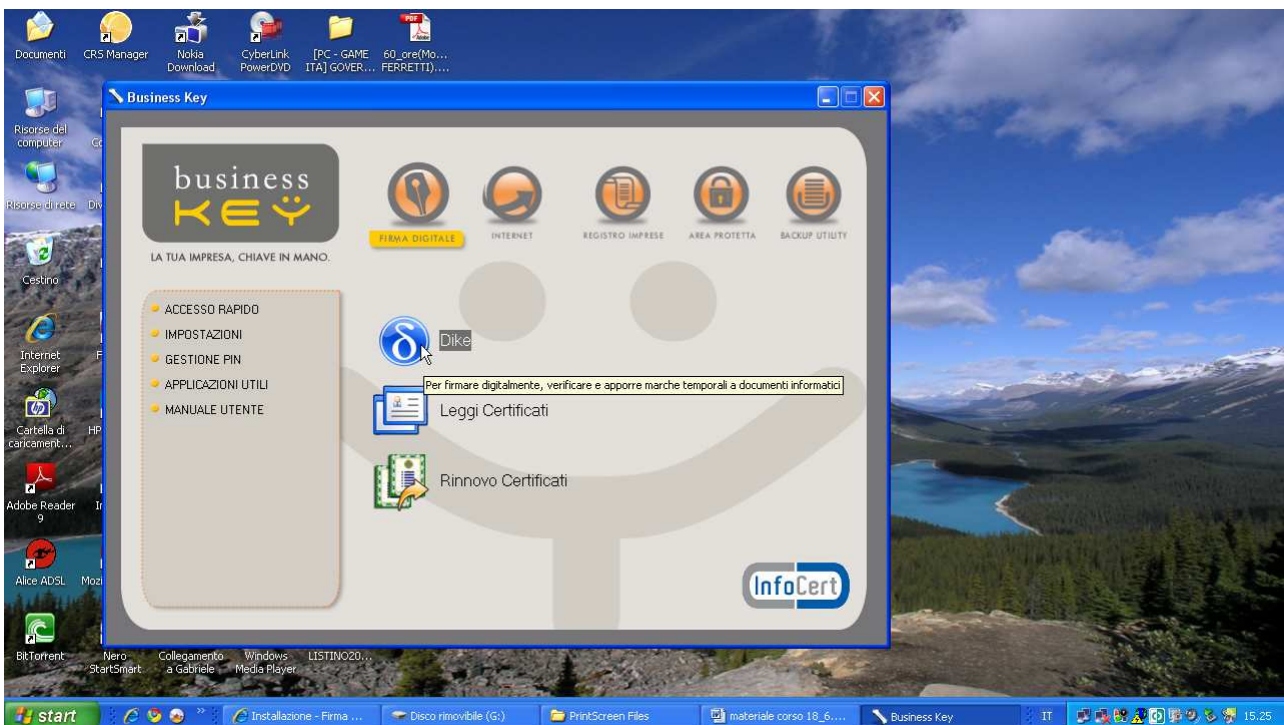 Documenti
CRS Manager
Nokia
Download
CyberLink
PowerDVD
[PC - GAME
ITA] GOVER...
60_ore(Mo...
FERRETTI)....
Risorse del
computer
Risorse di rete
Cestino
Internet
Explorer
Cartella di
caricament...
HP
Adobe Reader
9
Alice ADSL
BitTorrent
Nero
StartSmart
Collegamento
a Gabriele
Windows
Media Player
LISTINO20...
Business Key
business
KEY
LA TUA IMPRESA, CHIAVE IN MANO.
FIRMA DIGITALE
INTERNET
REGISTRO IMPRESE
AREA PROTETTA
BACKUP UTILITY
ACCESSO RAPIDO
IMPOSTAZIONI
GESTIONE PIN
APPLICAZIONI UTILI
MANUALE UTENTE
Dike
Per firmare digitalmente, verificare e apporre marche temporali a documenti informatici
Leggi Certificati
Rinnovo Certificati
InfoCert
start
Installazione - Firma ...
Disco rimovibile (G:)
PrintScreen Files
materiale corso 18_6....
Business Key
IT
15.25